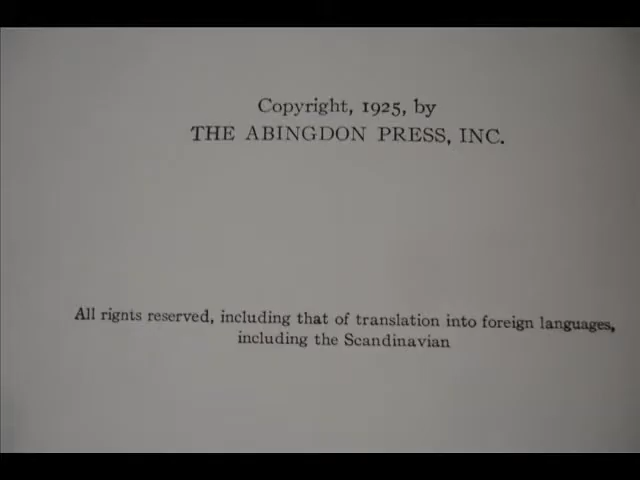 Copyright, 1925, by
THE ABINGDON PRESS, INC.
All rignts reserved, including that of translation into foreign languages,
including the Scandinavian